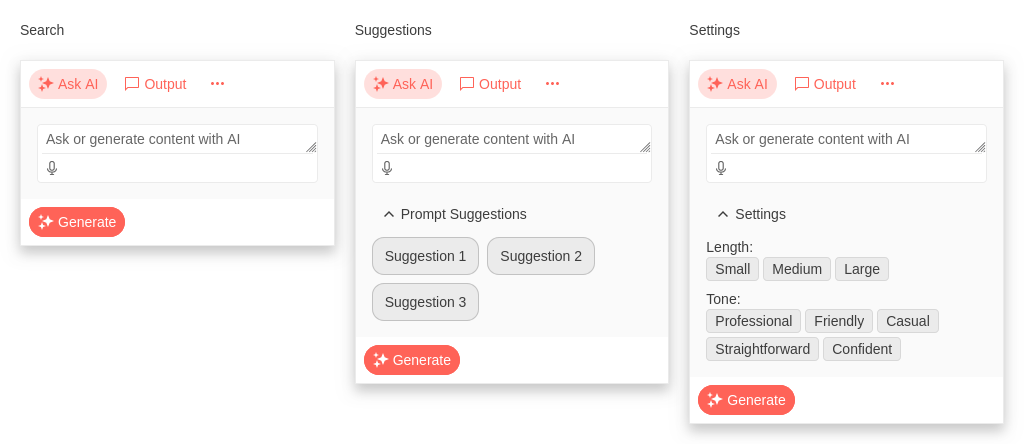 Search
Ask AI Output
Ask or generate content with AI
Generate
Suggestions
Ask AI Output
Ask or generate content with AI
Prompt Suggestions
Suggestion 1 Suggestion 2
Suggestion 3
Generate
Settings
Ask AI Output
Ask or generate content with AI
Settings
Length:
Small Medium Large
Tone:
Professional Friendly Casual
Straightforward Confident
Generate